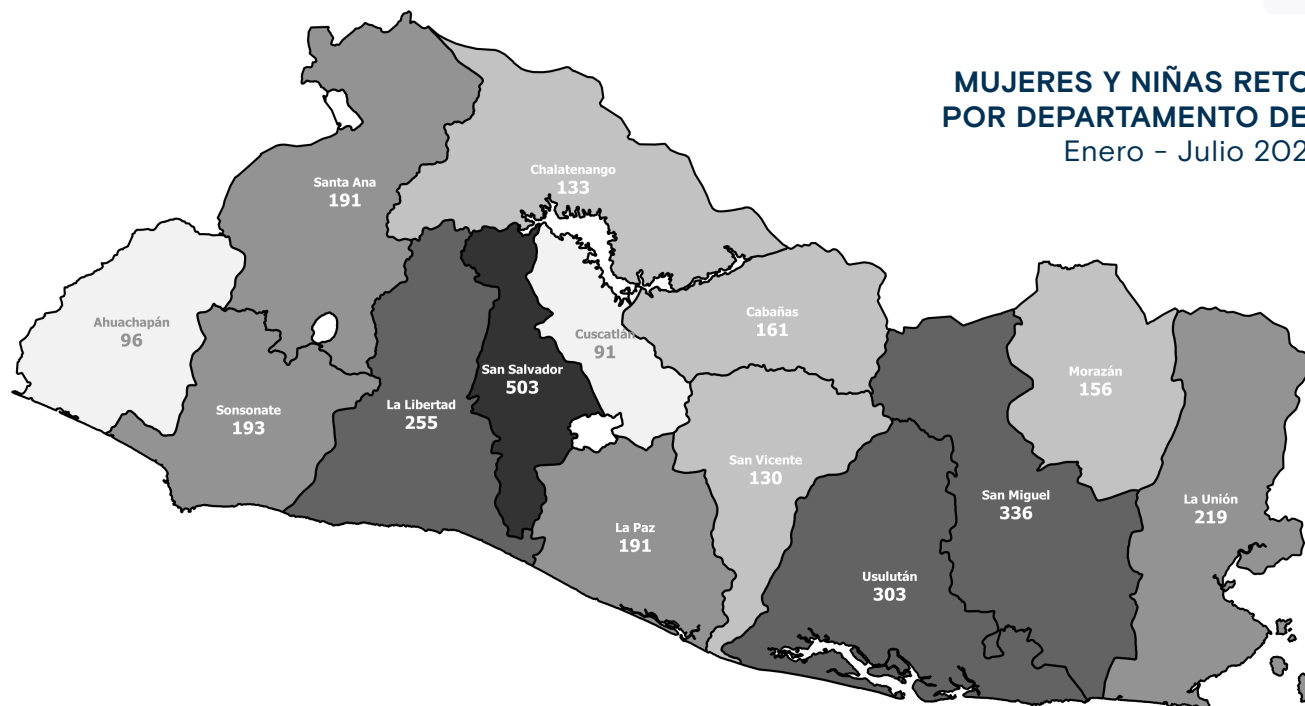 MUJERES Y NIÑAS RETO
POR DEPARTAMENTO DE
Enero - Julio 202
Chalatenango
133
Santa Ana
191
Ahuachapán
96
Cabañas
161
Cuscatlán
91
San Salvador
503
Morazán
156
La Libertad
255
Sonsonate
193
San Vicente
130
San Miguel
336
La Unión
219
La Paz
191
Usulután
303